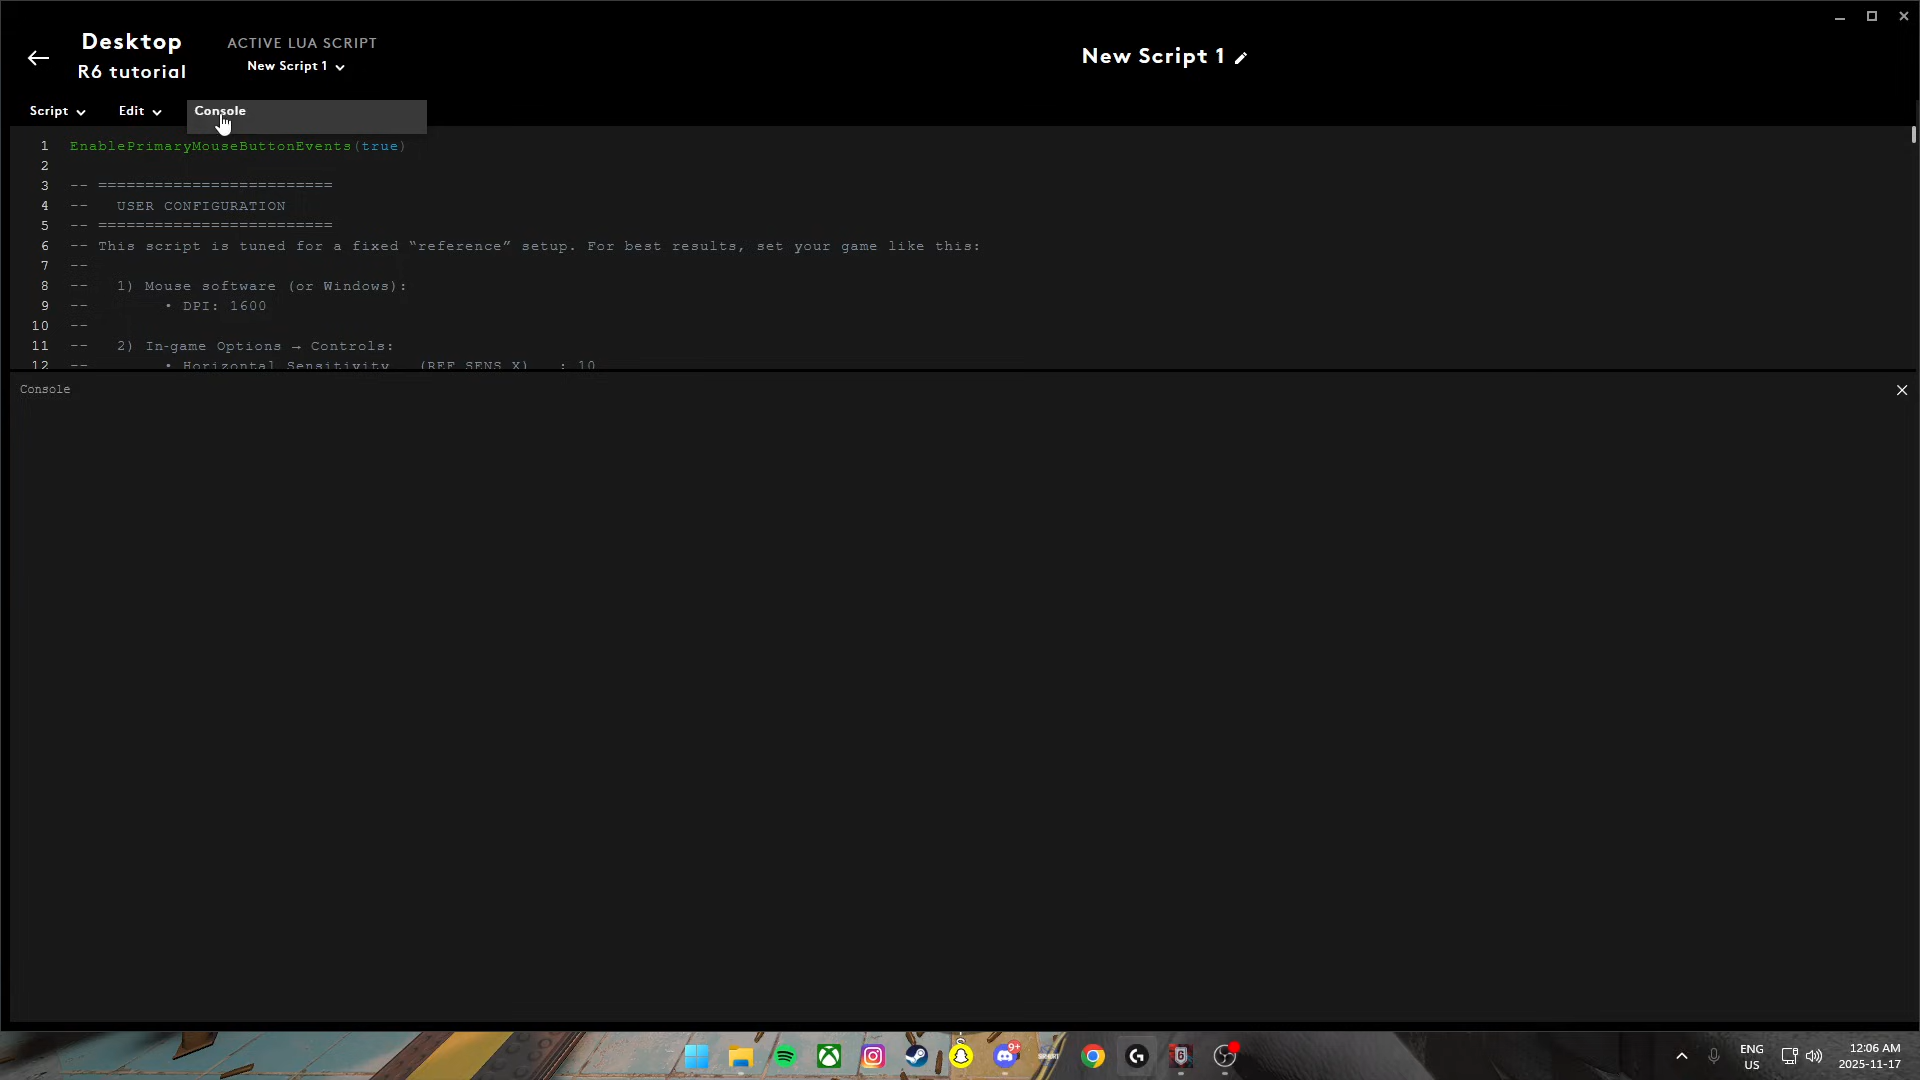 Desktop
R6 tutorial
ACTIVE LUA SCRIPT
New Script 1
New Script 1
Script
Edit
Console
1 EnablePrimaryMouseButtonEvents(true)
2
3 -- =========================
4 --   USER CONFIGURATION
5 -- =========================
6 -- This script is tuned for a fixed “reference” setup. For best results, set your game like this:
7 --
8 --   1) Mouse software (or Windows):
9 --        • DPI: 1600
10 --
11 --   2) In-game Options → Controls:
12 --        • Horizontal Sensitivity   (REF_SENS_X)   : 10
Console
9+
6
ENG
US
12:06 AM
2025-11-17